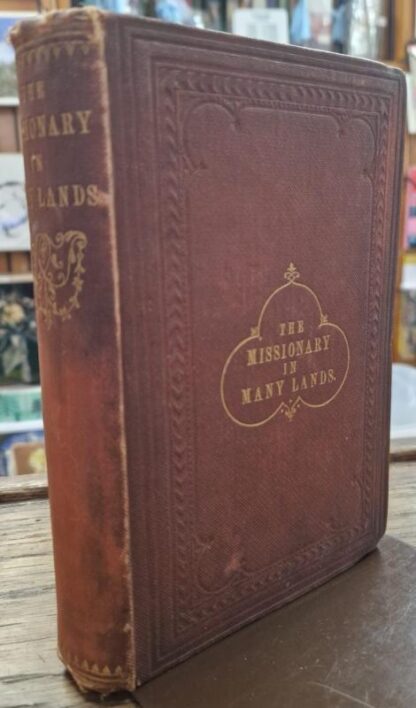 THE
MISSIONARY
IN
MANY LANDS.
THE
MISSIONARY
IN
MANY LANDS.